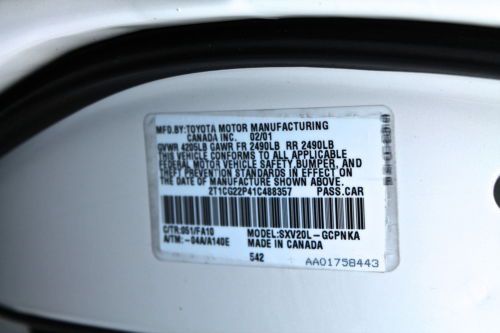 MFD.BY:TOYOTA MOTOR MANUFACTURING
CANADA INC. 02/01
GVWR 4205LB GAWR FR 2490LB RR 2490LB
THIS VEHICLE CONFORMS TO ALL APPLICABLE
FEDERAL MOTOR VEHICLE SAFETY,BUMPER, AND
THEFT PREVENTION STANDARDS IN EFFECT ON
THE DATE OF MANUFACTURE SHOWN ABOVE.
2T1CG22P41C488357 PASS.CAR
C/TR:051/FA10 MODEL:SXV20L-GCPNKA
A/TM:-04A/A140E MADE IN CANADA
542 AA01758443